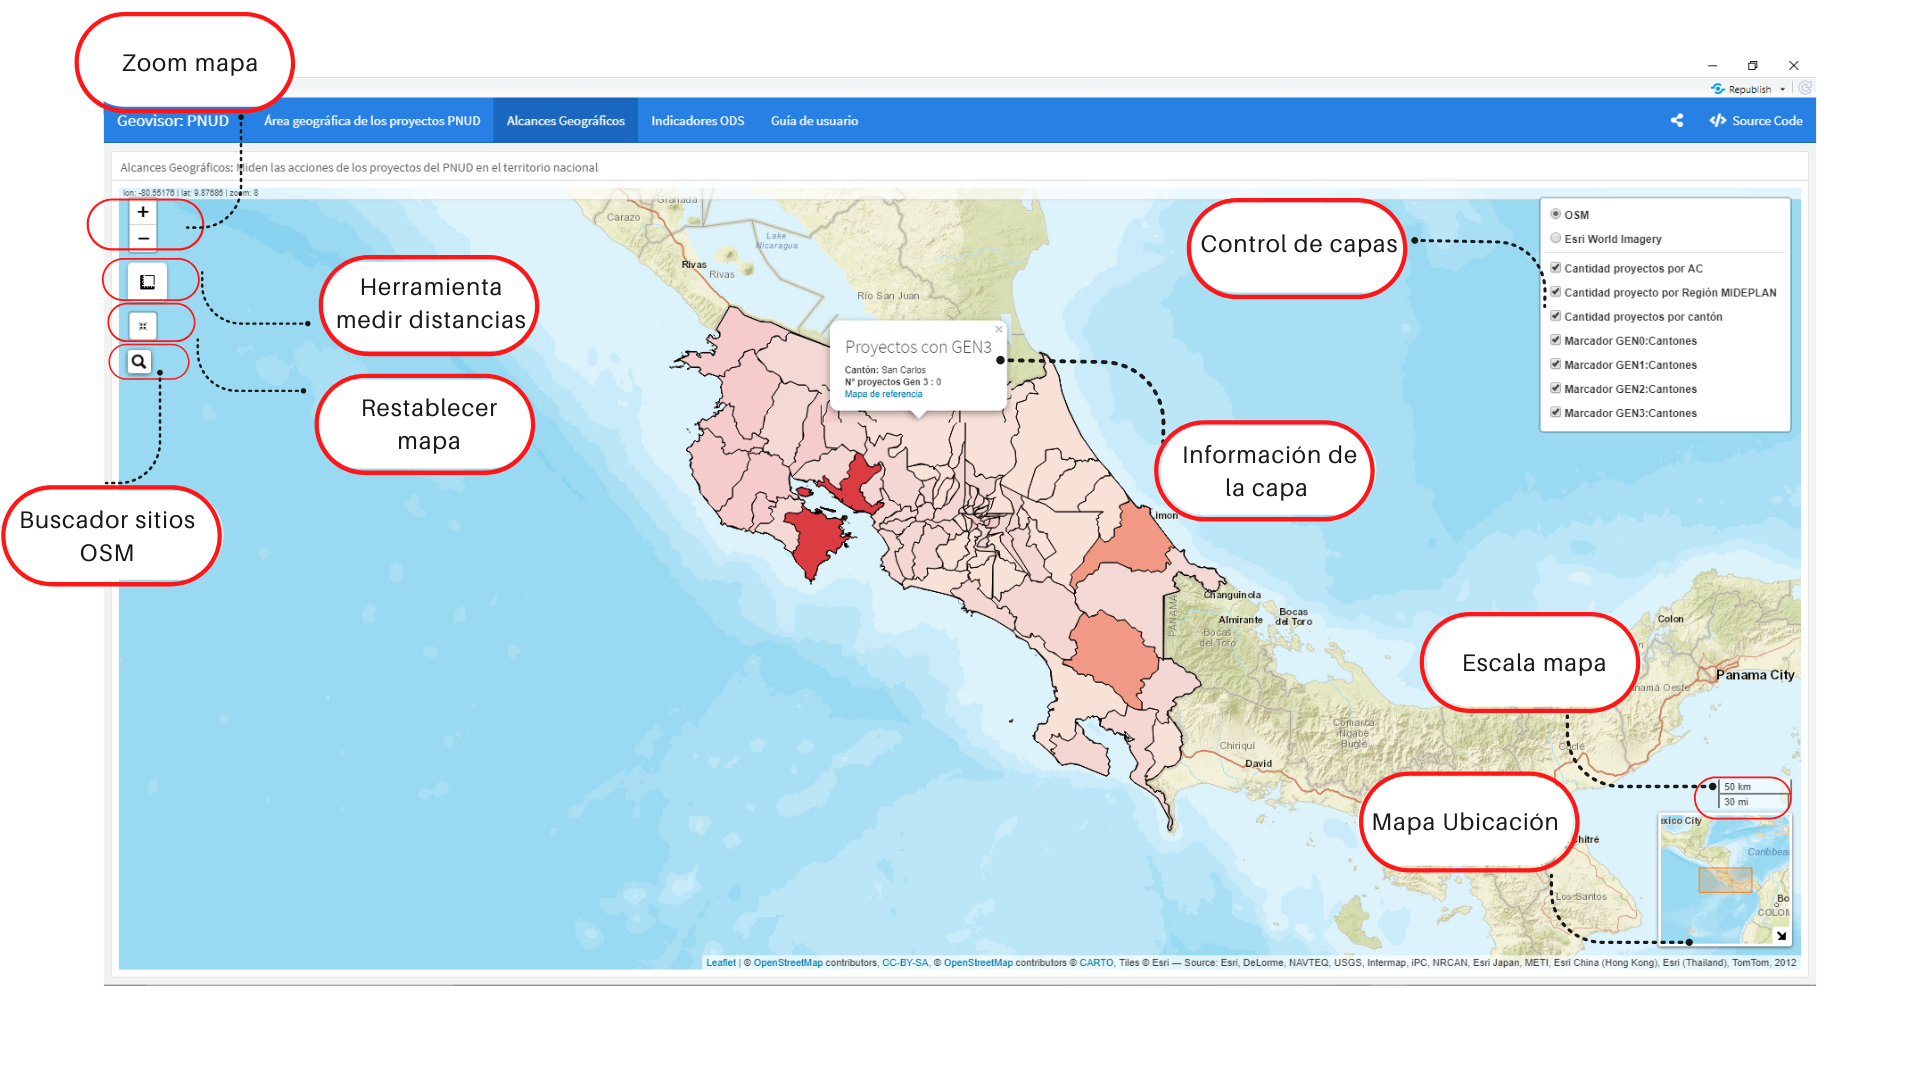 Zoom mapa
Republish
Geovisor: PNUD
Área geográfica de los proyectos PNUD
Alcances Geográficos
Indicadores ODS
Guía de usuario
Source Code
Alcances Geográficos: Miden las acciones de los proyectos del PNUD en el territorio nacional
lon: -80.55176 | lat: 9.87686 | zoom: 8
+
−
Herramienta
medir distancias
Restablecer
mapa
Buscador sitios
OSM
Control de capas
OSM
Esri World Imagery
Cantidad proyectos por AC
Cantidad proyecto por Región MIDEPLAN
Cantidad proyectos por cantón
Marcador GEN0:Cantones
Marcador GEN1:Cantones
Marcador GEN2:Cantones
Marcador GEN3:Cantones
Granada
Carazo
Lake
Nicaragua
Rivas
Rivas
Río San Juan
Proyectos con GEN3
×
Cantón: San Carlos
N° proyectos Gen 3 : 0
Mapa de referencia
Información de
la capa
imon
Changuinola
PANAMA
Almirante
Bocas
del Toro
Bocas
del Toro
Colon
Escala mapa
Panama City
namá Oeste
Comarca
Ngäbe
Buglé
Chiriquí
David
Coclé
50 km
30 mi
Mapa Ubicación
hitré
Los Santos
exico City
Caribbea
Bo
COLOM
Leaflet | © OpenStreetMap contributors, CC-BY-SA, © OpenStreetMap contributors © CARTO, Tiles © Esri — Source: Esri, DeLorme, NAVTEQ, USGS, Intermap, iPC, NRCAN, Esri Japan, METI, Esri China (Hong Kong), Esri (Thailand), TomTom, 2012